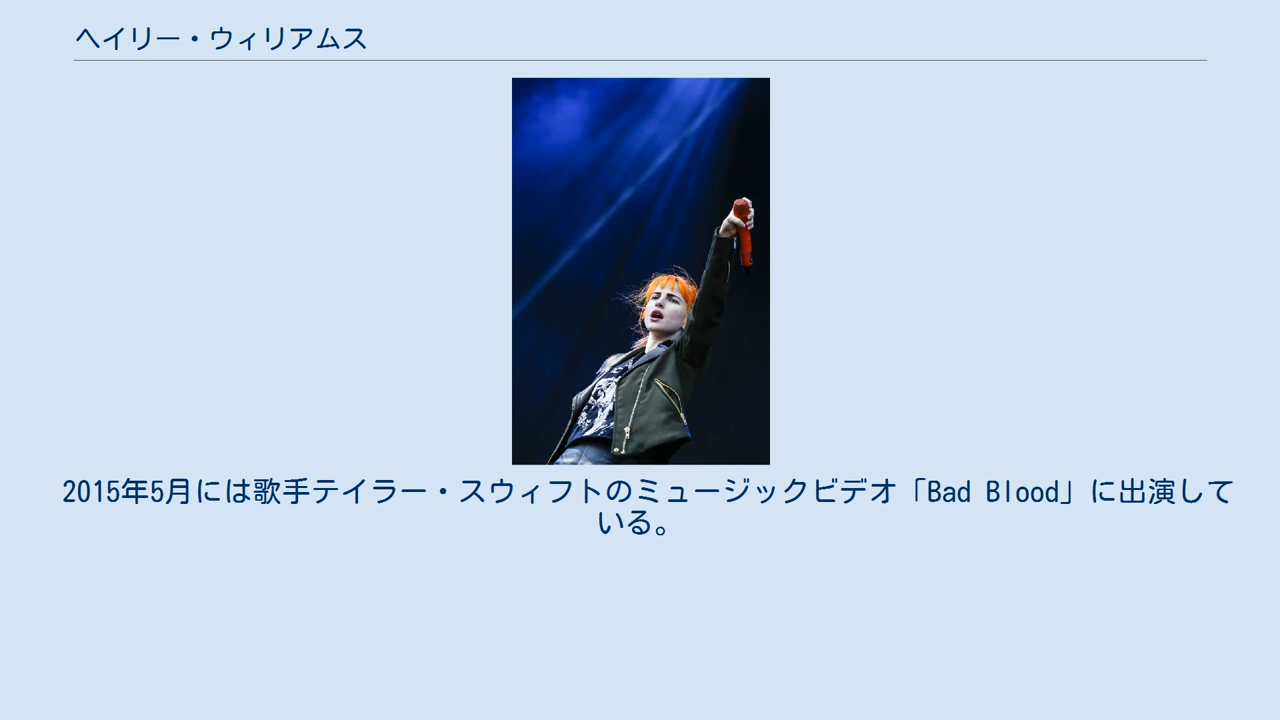 ヘイリー・ウィリアムス
2015年5月には歌手テイラー・スウィフトのミュージックビデオ「Bad Blood」に出演して
いる。